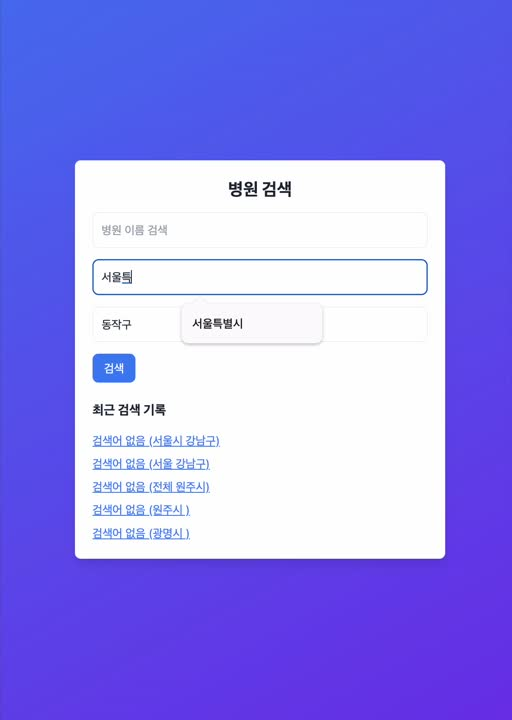 병원 검색
병원 이름 검색
서울특
서울특별시
동작구
검색
최근 검색 기록
검색어 없음 (서울시 강남구)
검색어 없음 (서울 강남구)
검색어 없음 (전체 원주시)
검색어 없음 (원주시 )
검색어 없음 (광명시 )